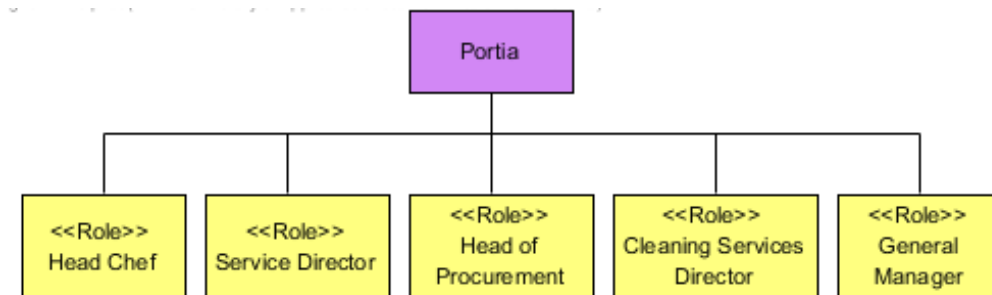 Portia
<<Role>>
Head Chef
<<Role>>
Service Director
<<Role>>
Head of
Procurement
<<Role>>
Cleaning Services
Director
<<Role>>
General
Manager